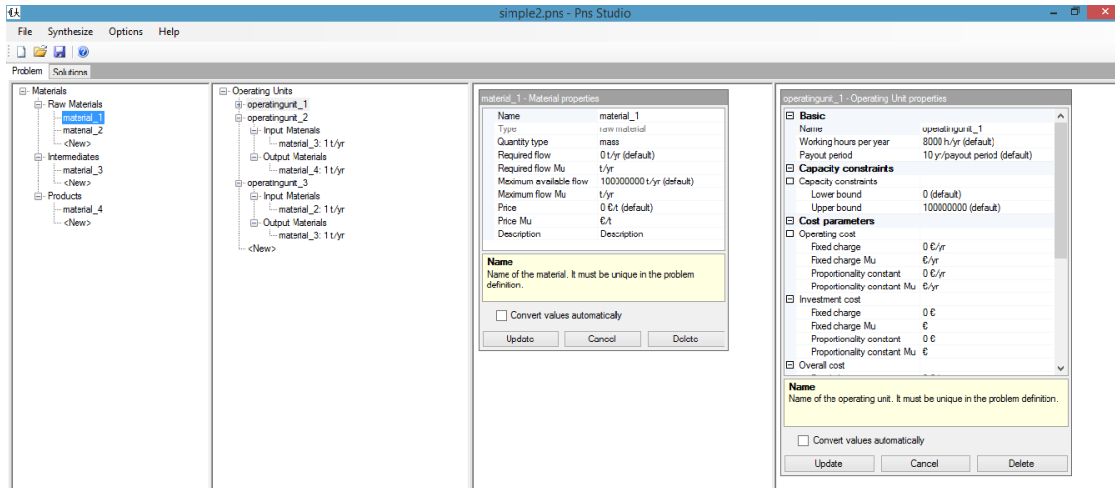 simple2.pns - Pns Studio
File Synthesize Options Help
Problem Solutions
Materials
Raw Materials
material_1
material_2
<New>
Intermediates
material_3
<New>
Products
material_4
<New>
Operating Units
operatingunit_1
operatingunit_2
Input Materials
material_3: 1 t/yr
Output Materials
material_4: 1 t/yr
operatingunit_3
Input Materials
material_2: 1 t/yr
Output Materials
material_3: 1 t/yr
<New>
material_1 - Material properties
Name material_1
Type raw material
Quantity type mass
Required flow 0 t/yr (default)
Required flow Mu t/yr
Maximum available flow 100000000 t/yr (default)
Maximum flow Mu t/yr
Price 0 €/t (default)
Price Mu €/t
Description Description
Name
Name of the material. It must be unique in the problem
definition.
Convert values automatically
Update Cancel Delete
operatingunit_1 - Operating Unit properties
Basic
Name operatingunit_1
Working hours per year 8000 h/yr (default)
Payout period 10 yr/payout period (default)
Capacity constraints
Capacity constraints
Lower bound 0 (default)
Upper bound 100000000 (default)
Cost parameters
Operating cost
Fixed charge 0 €/yr
Fixed charge Mu €/yr
Proportionality constant 0 €/yr
Proportionality constant Mu €/yr
Investment cost
Fixed charge 0 €
Fixed charge Mu €
Proportionality constant 0 €
Proportionality constant Mu €
Overall cost
Name
Name of the operating unit. It must be unique in the problem definition.
Convert values automatically
Update Cancel Delete